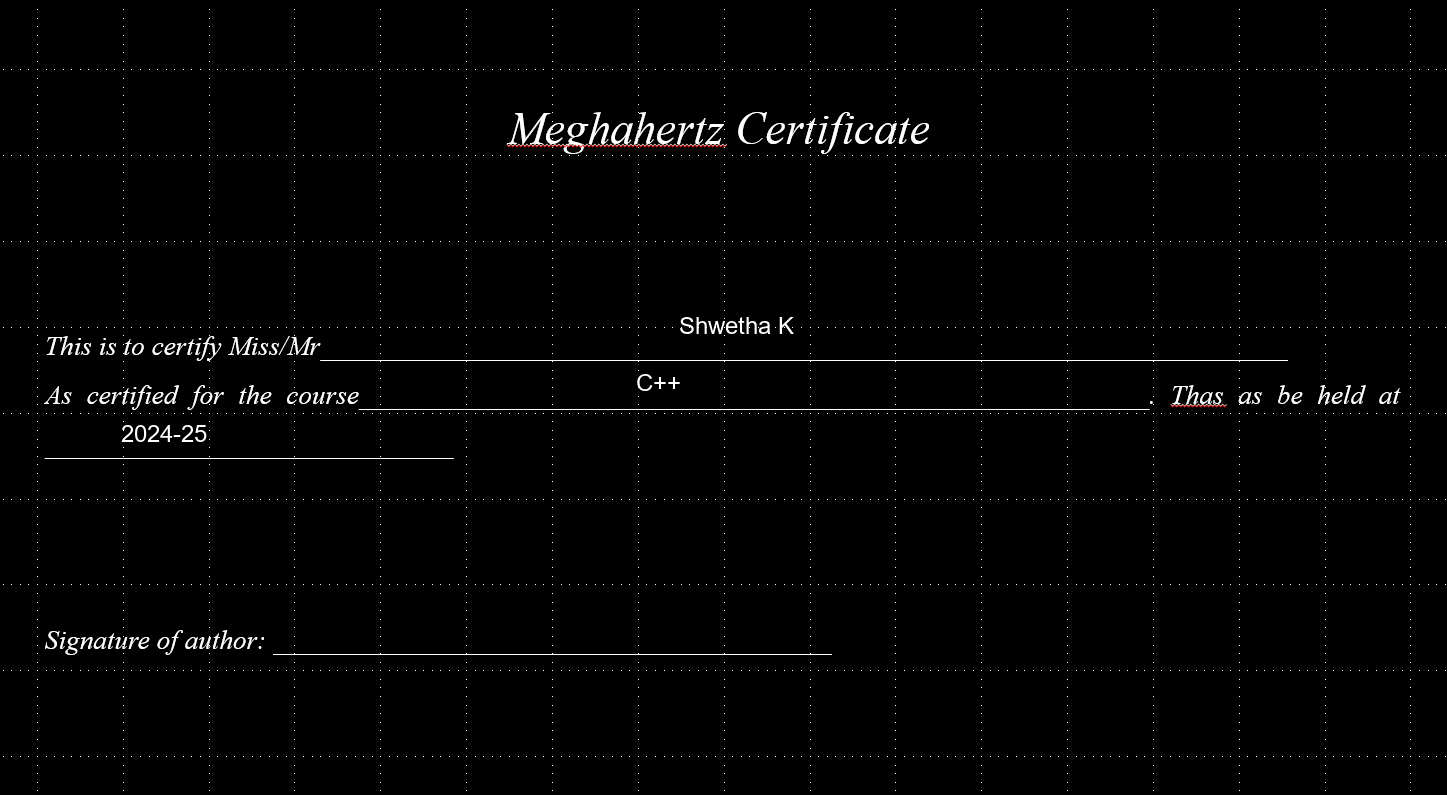 Meghahertz Certificate
Shwetha K
This is to certify Miss/Mr
C++
As certified for the course. Thas as be held at
2024-25
Signature of author: